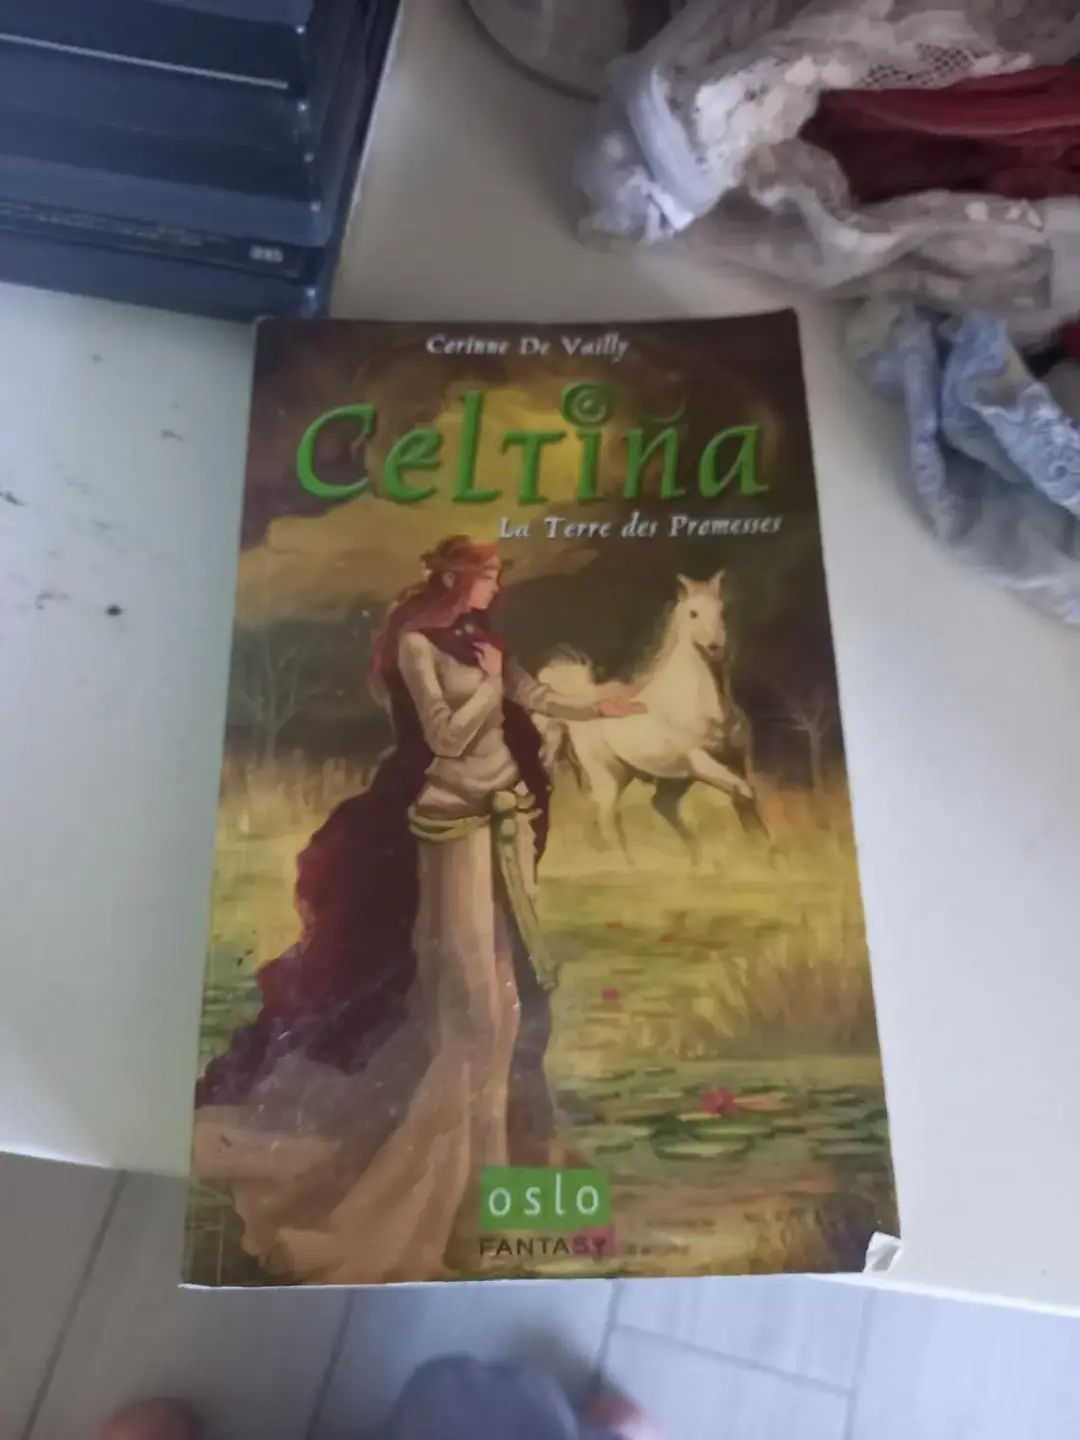 Corinne De Vailly
Celtina
La Terre des Promesses
oslo
FANTASY